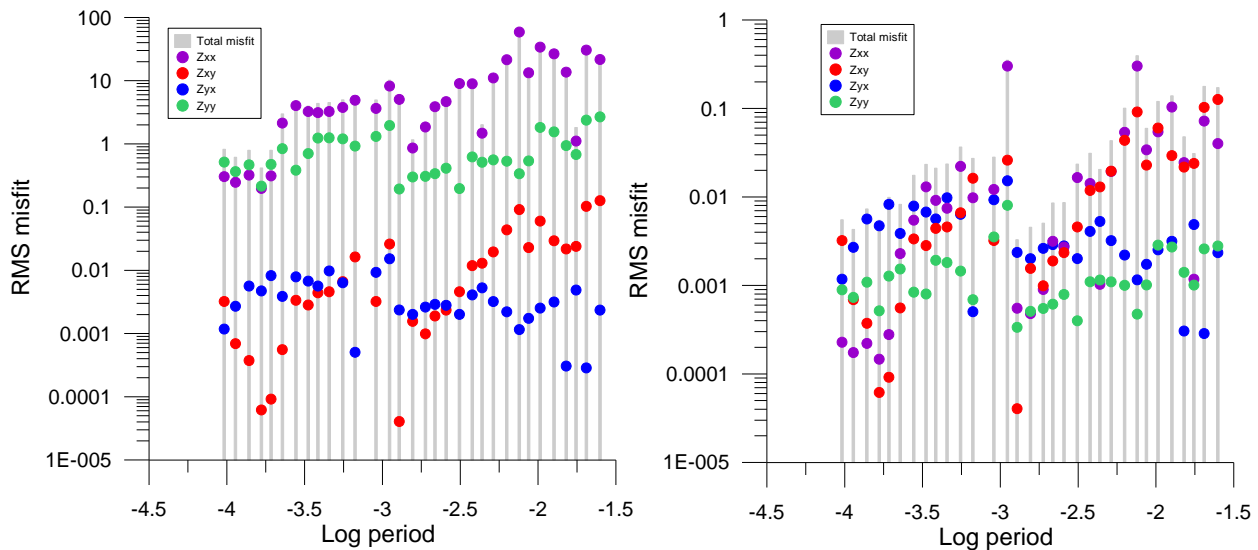 100
10
1
0.1
0.01
0.001
0.0001
1E-005
RMS misfit
Total misfit
Zxx
Zxy
Zyx
Zyy
-4.5
-4
-3.5
-3
-2.5
-2
-1.5
Log period
1
0.1
0.01
0.001
0.0001
1E-005
RMS misfit
Total misfit
Zxx
Zxy
Zyx
Zyy
-4.5
-4
-3.5
-3
-2.5
-2
-1.5
Log period